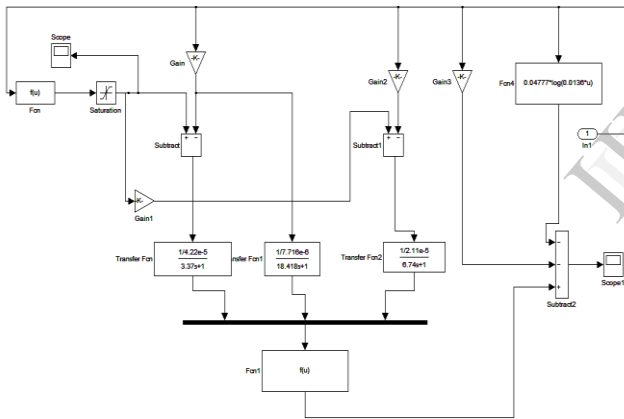 Scope
f(u)
Fcn
Saturation
Gain
-K-
Gain2
-K-
Gain3
-K-
Fcn4
0.04777*log(0.0136*u)
1
In1
+ −
Subtract
+ −
Subtract1
-K-
Gain1
Transfer Fcn
1/4.22e-5
3.37s+1
nsfer Fcn1
1/7.716e-6
18.418s+1
Transfer Fcn2
1/2.11e-5
6.74s+1
−
−
+
Subtract2
Scope1
Fcn1
f(u)